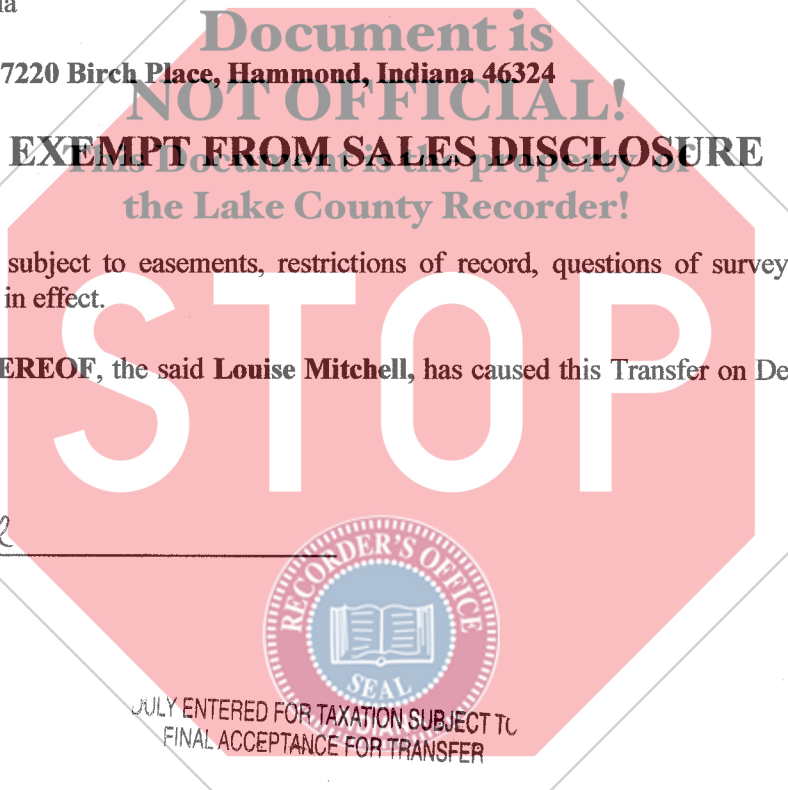 Document is
7220 Birch Place, Hammond, Indiana 46324
NOT OFFICIAL!
EXEMPT FROM SALES DISCLOSURE
This Document is the property of
the Lake County Recorder!
subject to easements, restrictions of record, questions of survey
in effect.
EREOF, the said Louise Mitchell, has caused this Transfer on De
STOP
RECORDER'S OFFICE
SEAL
DULY ENTERED FOR TAXATION SUBJECT TO
FINAL ACCEPTANCE FOR TRANSFER